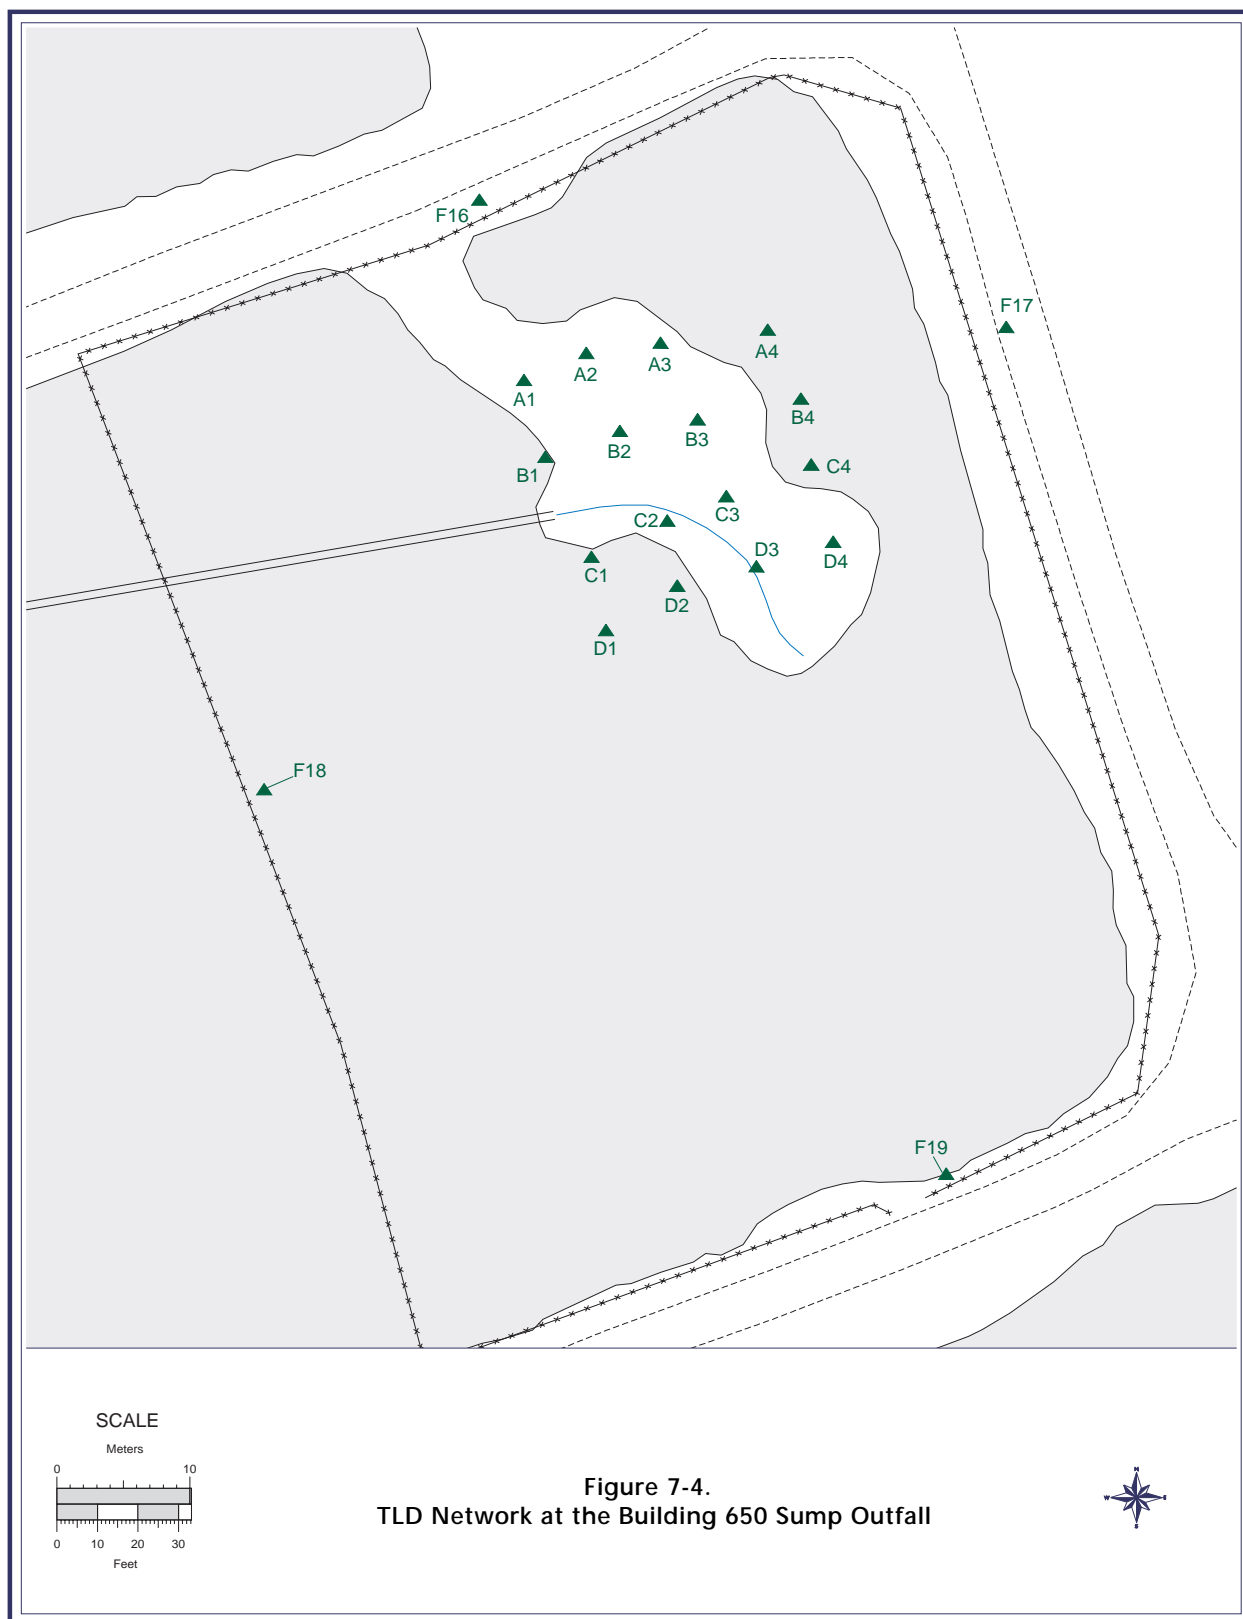 F16
F17
A4
A3
A2
A1
B4
B3
B2
B1
C4
C3
C2
D3
D4
C1
D2
D1
F18
F19
SCALE
Meters
0 10
0 10 20 30
Feet
Figure 7-4.
TLD Network at the Building 650 Sump Outfall
N
W E
S